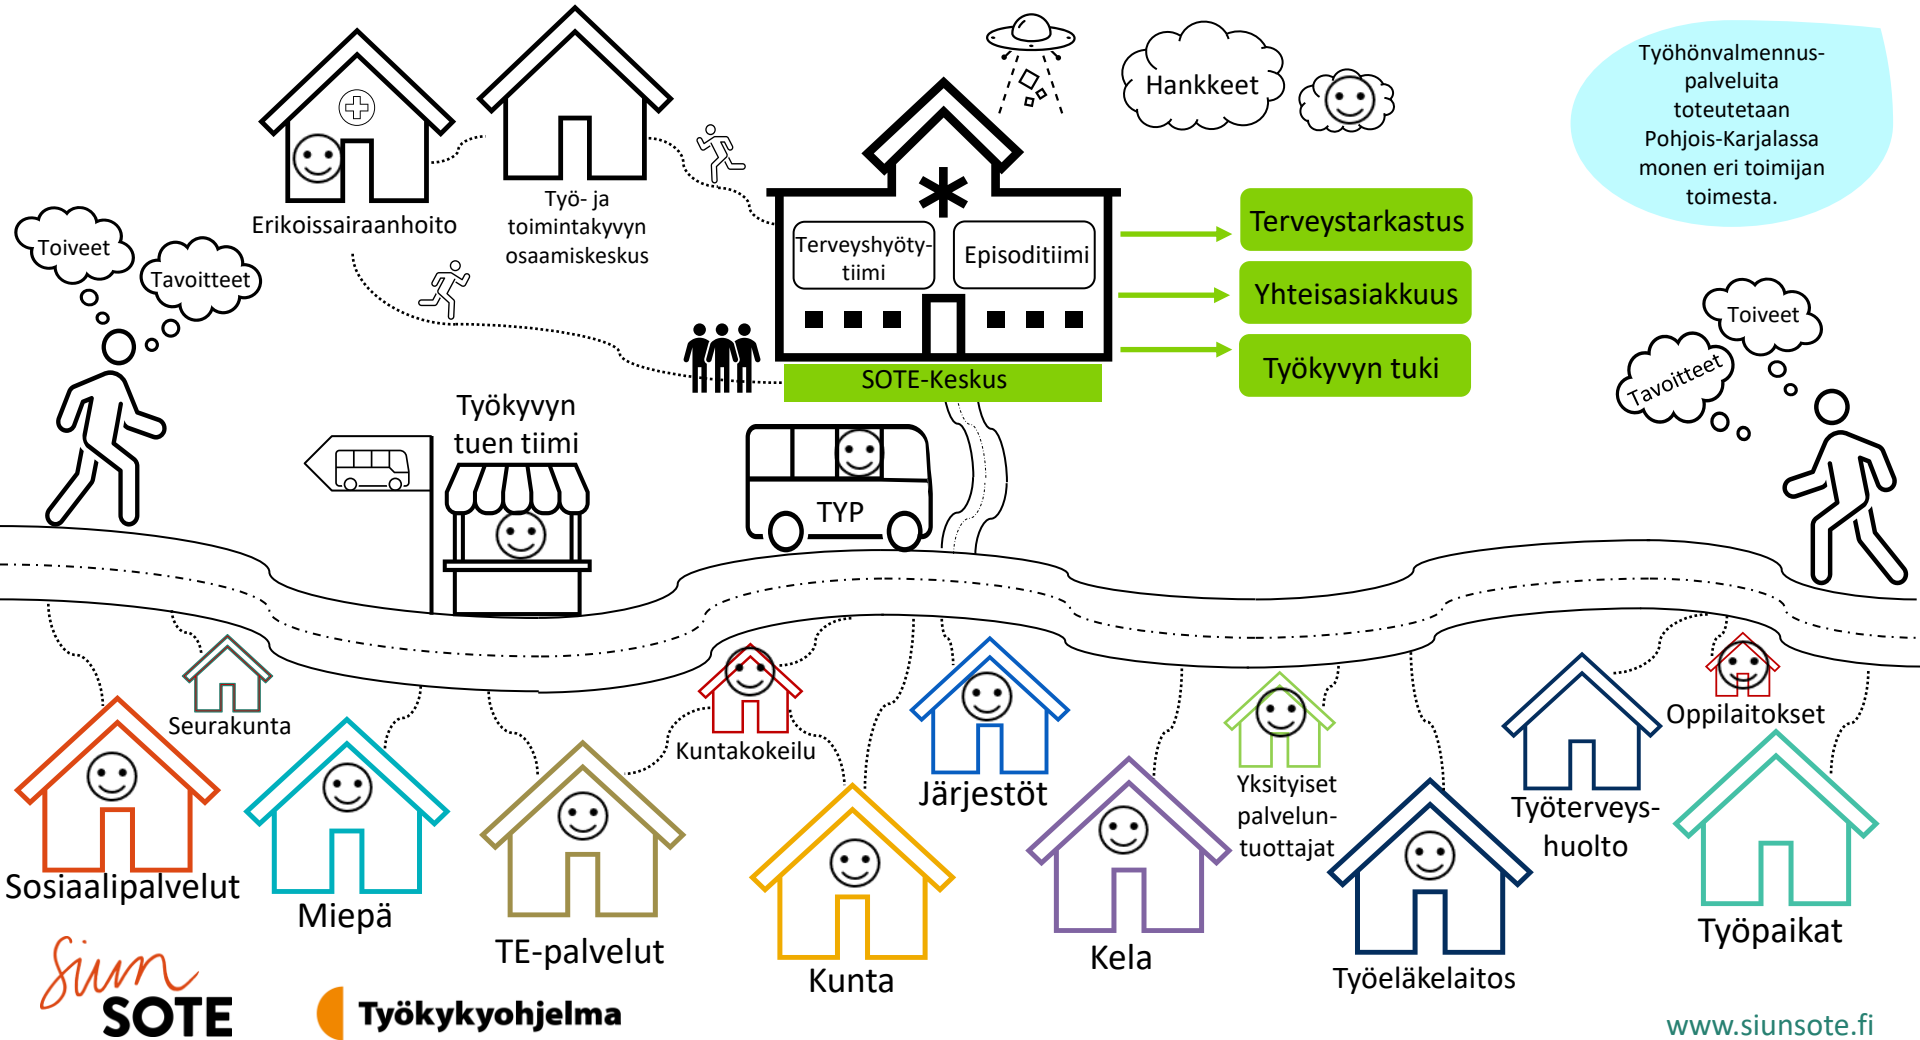 Hankkeet
Työhönvalmennus-
palveluita
toteutetaan
Pohjois-Karjalassa
monen eri toimijan
toimesta.
Erikoissairaanhoito
Työ- ja
toimintakyvyn
osaamiskeskus
Toiveet
Tavoitteet
Terveyshyöty-
tiimi
Episoditiimi
SOTE-Keskus
Terveystarkastus
Yhteisasiakkuus
Työkyvyn tuki
Toiveet
Tavoitteet
Työkyvyn
tuen tiimi
TYP
Seurakunta
Kuntakokeilu
Oppilaitokset
Sosiaalipalvelut
Miepä
TE-palvelut
Kunta
Järjestöt
Kela
Yksityiset
palvelun-
tuottajat
Työeläkelaitos
Työterveys-
huolto
Työpaikat
Siun
SOTE
Työkykyohjelma
www.siunsote.fi